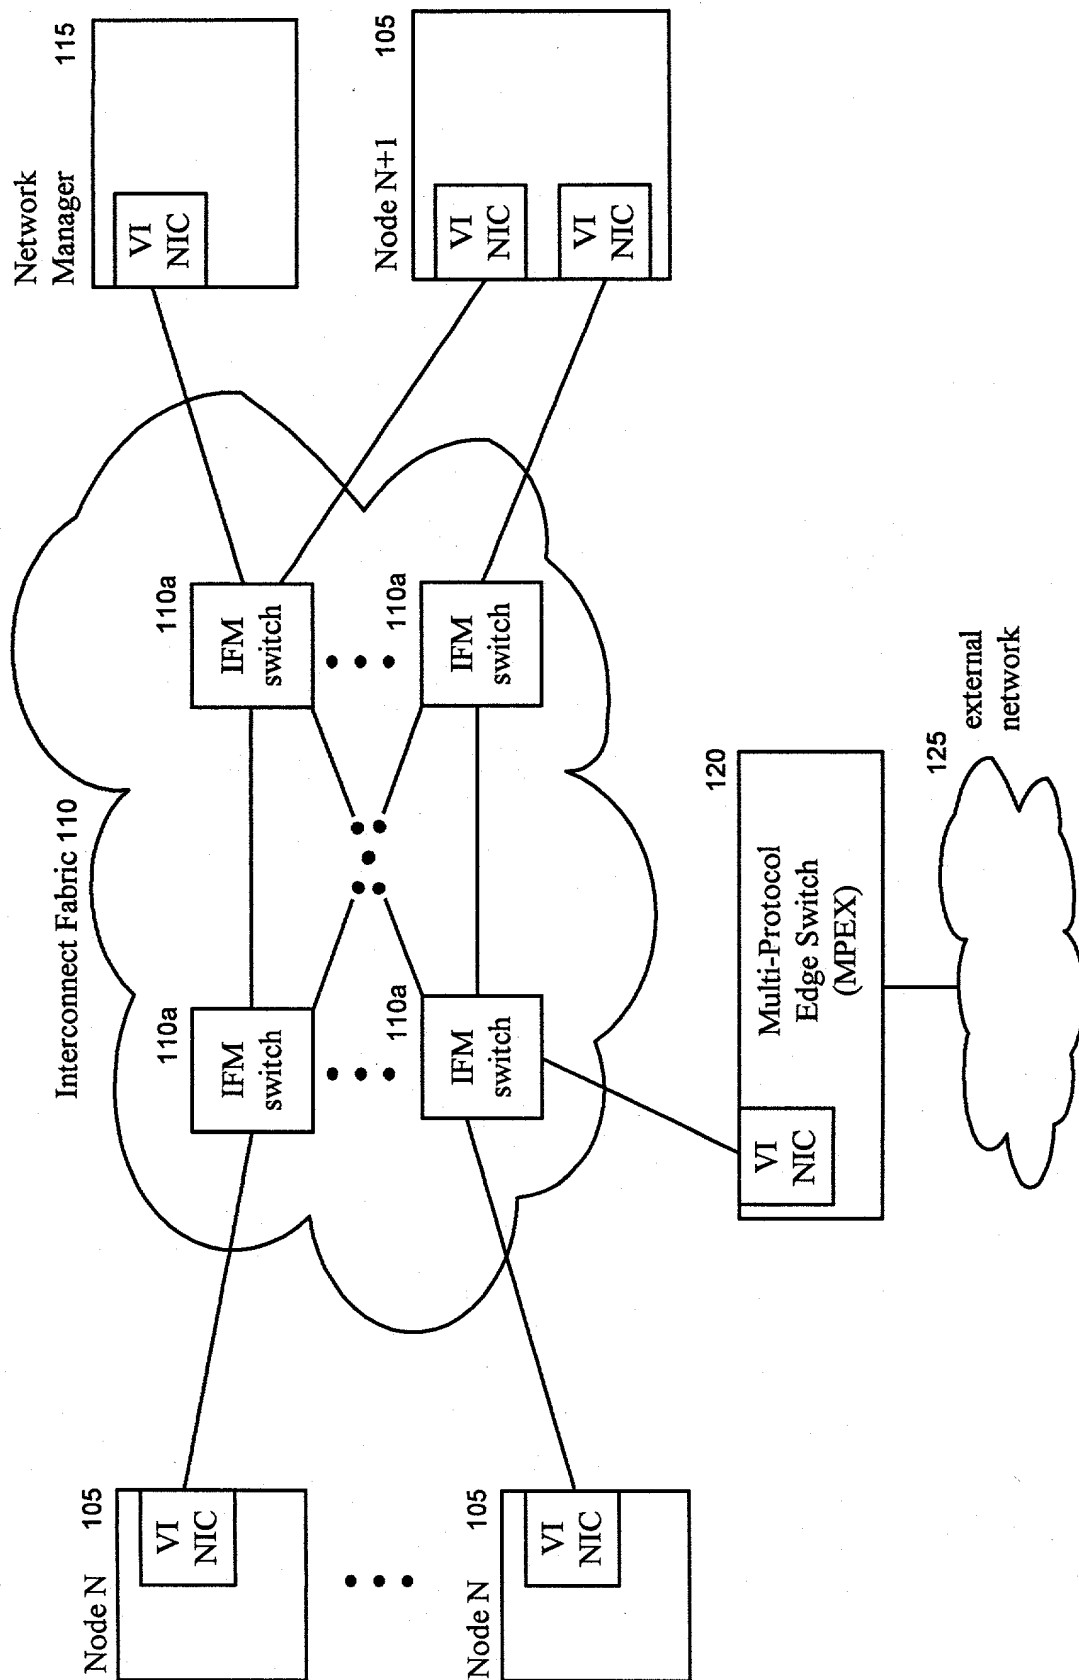 Network
Manager
115
VI
NIC
Node N+1
105
VI
NIC
VI
NIC
Interconnect Fabric 110
110a
IFM
switch
110a
IFM
switch
110a
IFM
switch
110a
IFM
switch
Node N
105
VI
NIC
Node N
105
VI
NIC
120
Multi-Protocol
Edge Switch
(MPEX)
VI
NIC
125
external
network